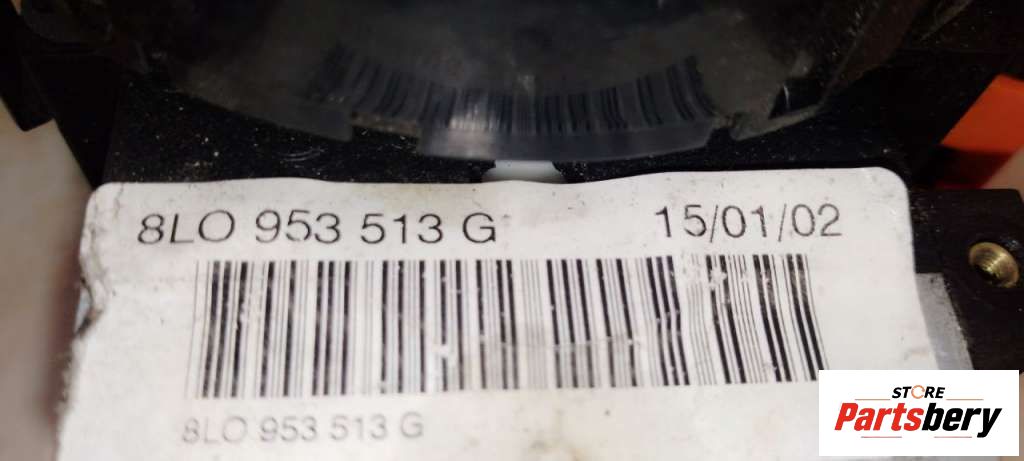 8LO 953 513 G 15/01/02
8LO 953 513 G
STORE
Partsbery